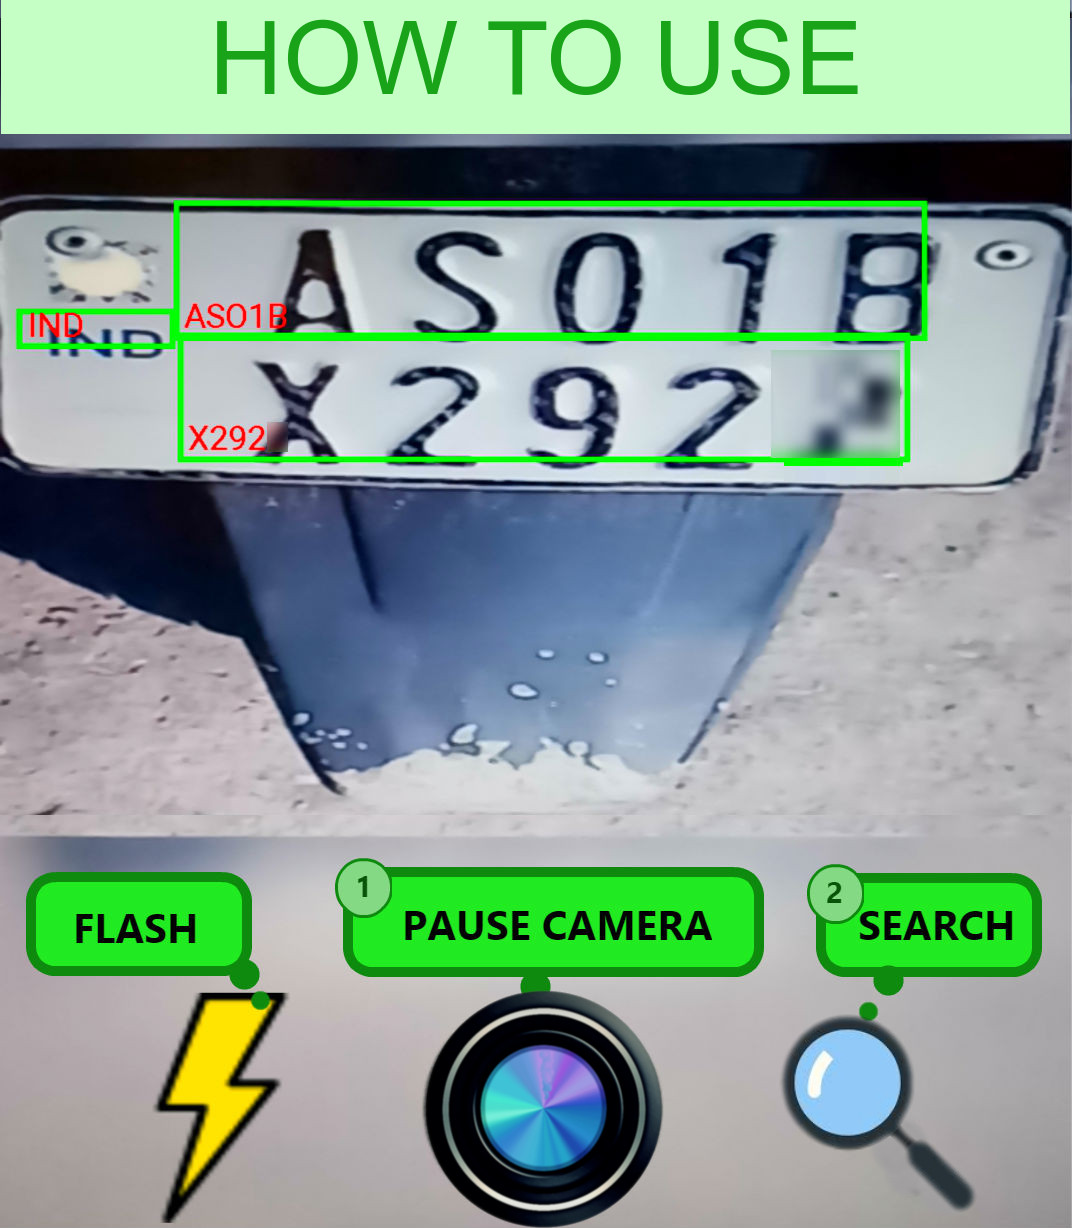 HOW TO USE
AS01B
ASO1B
IND
IND
X292
X292
1
2
FLASH
PAUSE CAMERA
SEARCH